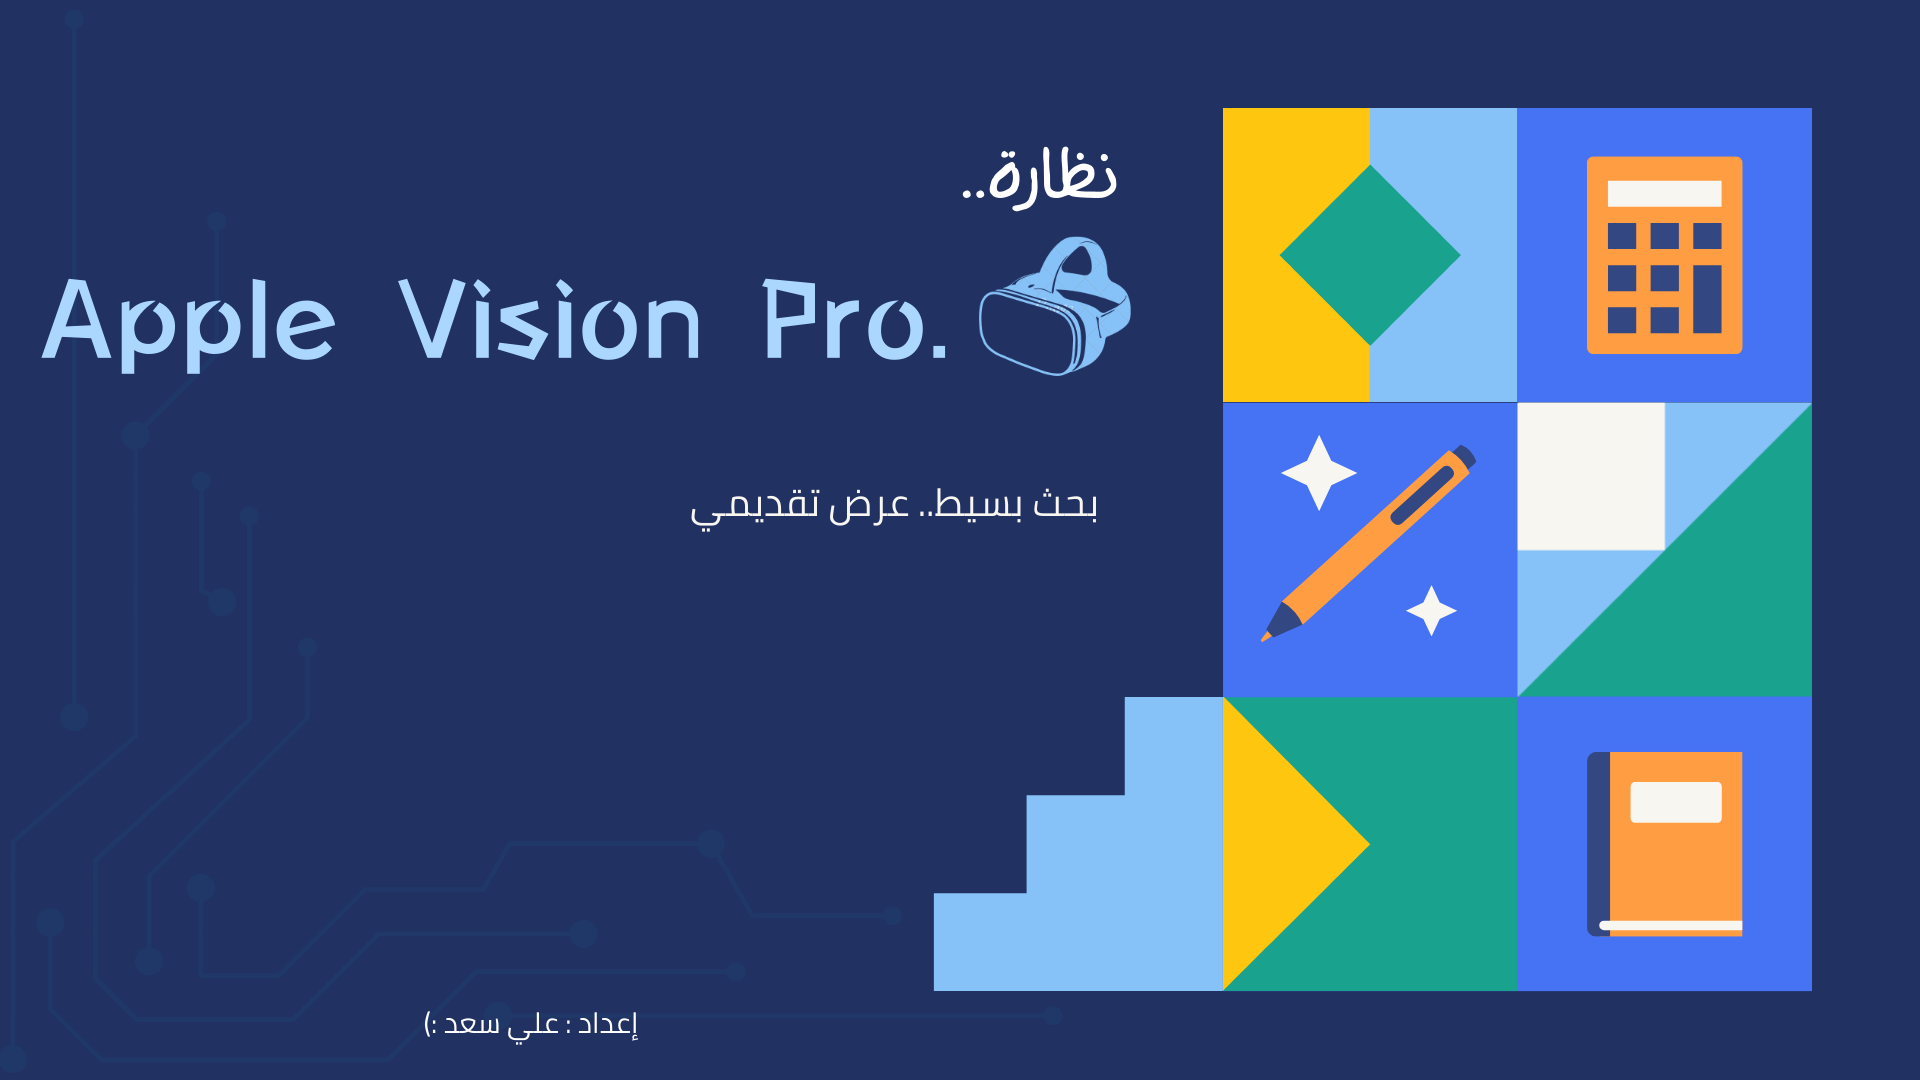 نظارة..
Apple Vision Pro.
بحث بسيط.. عرض تقديمي
إعداد : علي سعد :)